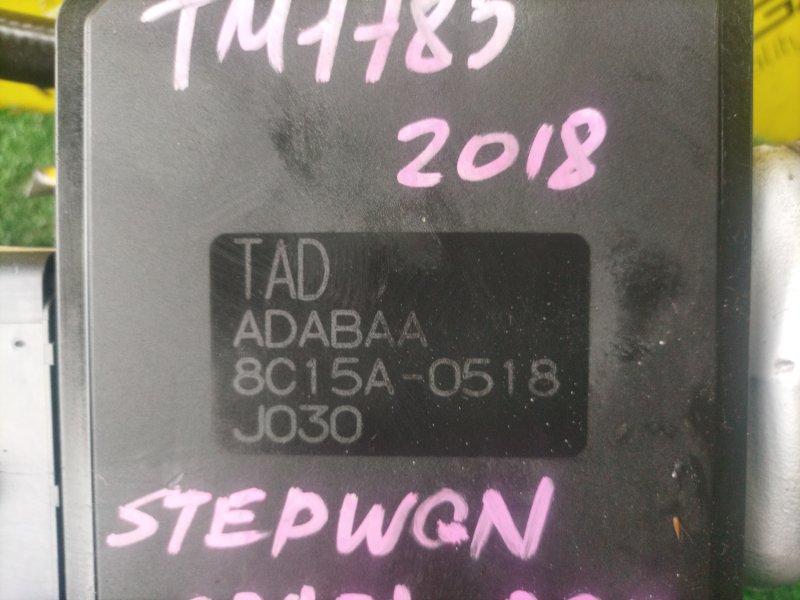 TM1785
2018
TAD
ADABAA
8C15A-0518
J030
STEPWGN